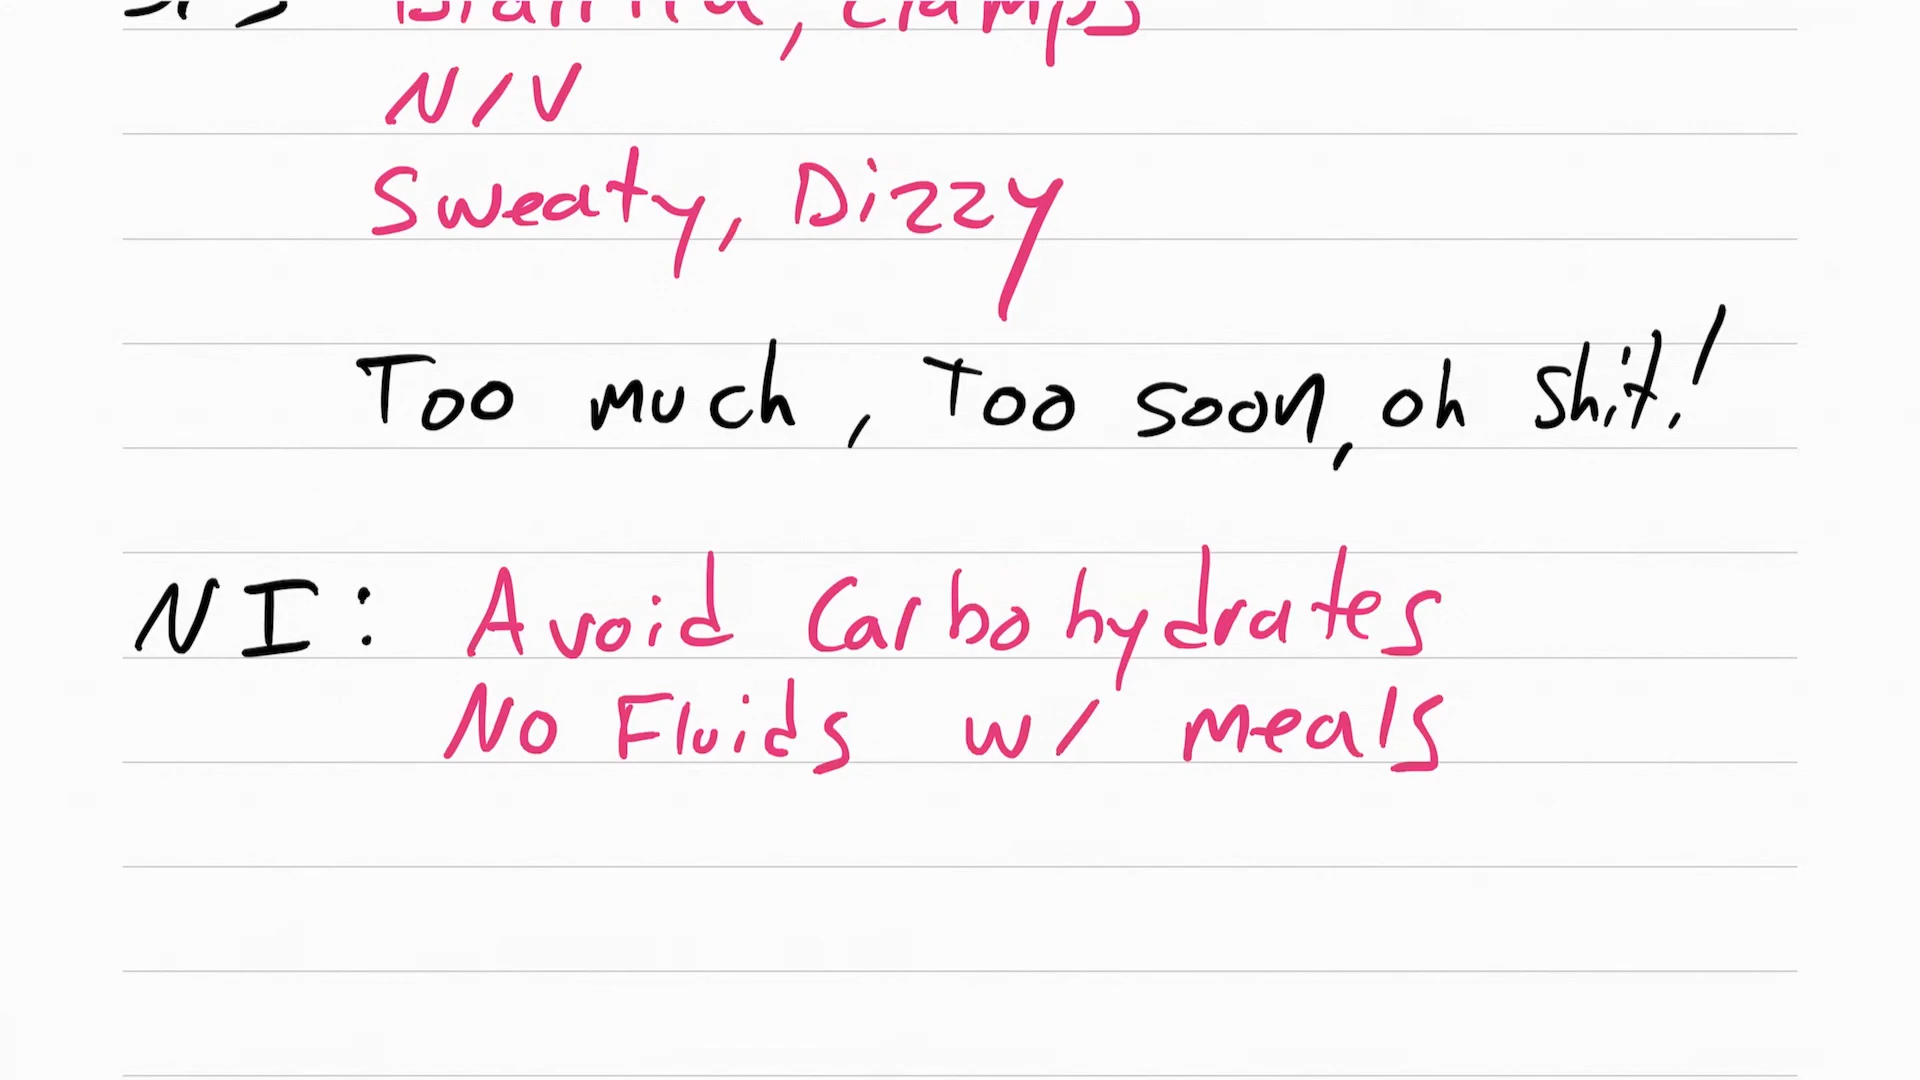 N/V
Sweaty, Dizzy
Too much, Too soon, oh shit!
NI: Avoid Carbohydrates
No Fluids w/ meals